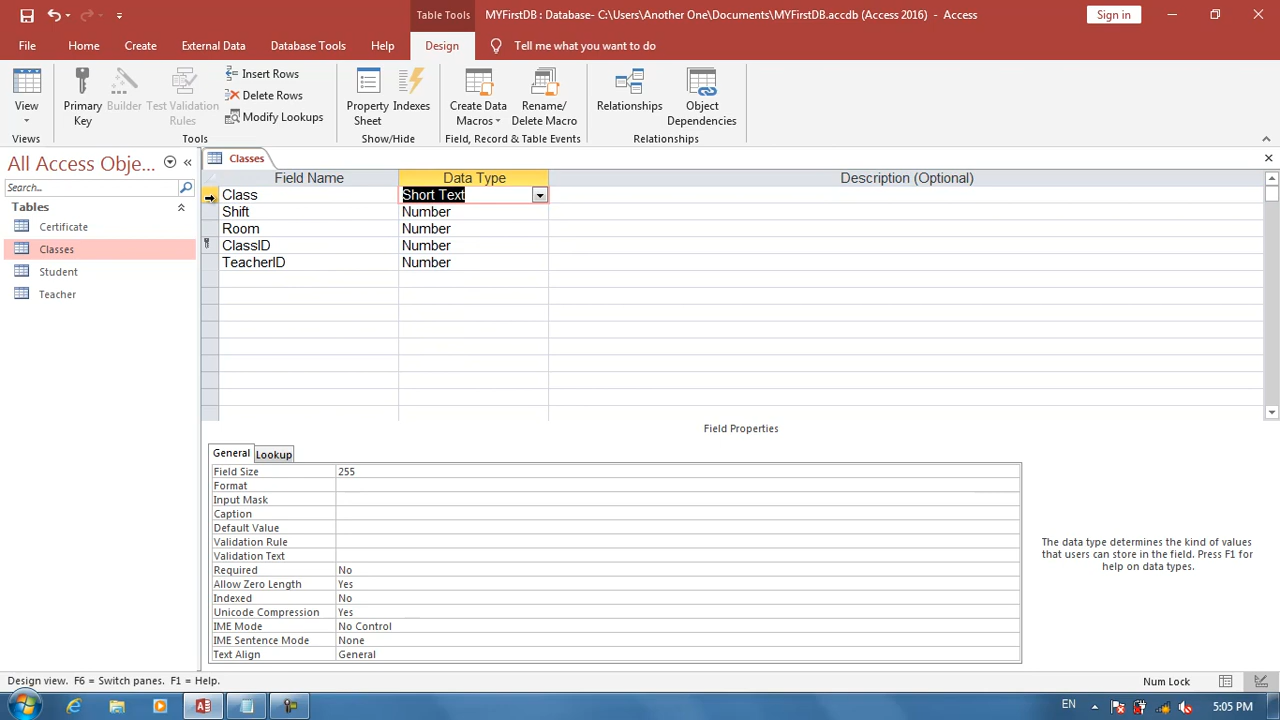 Table Tools
MYFirstDB : Database- C:\Users\Another One\Documents\MYFirstDB.accdb (Access 2016) - Access
Sign in
File Home Create External Data Database Tools Help Design Tell me what you want to do
View
Views
Primary Key
Builder
Test Validation Rules
Insert Rows
Delete Rows
Modify Lookups
Tools
Property Sheet
Indexes
Show/Hide
Create Data Macros
Rename/ Delete Macro
Field, Record & Table Events
Relationships
Object Dependencies
Relationships
All Access Obje...
Search...
Tables
Certificate
Classes
Student
Teacher
Classes
Field Name Data Type Description (Optional)
Class Short Text
Shift Number
Room Number
ClassID Number
TeacherID Number
Field Properties
General Lookup
Field Size 255
Format
Input Mask
Caption
Default Value
Validation Rule
Validation Text
Required No
Allow Zero Length Yes
Indexed No
Unicode Compression Yes
IME Mode No Control
IME Sentence Mode None
Text Align General
The data type determines the kind of values
that users can store in the field. Press F1 for
help on data types.
Design view. F6 = Switch panes. F1 = Help.
Num Lock
EN
5:05 PM